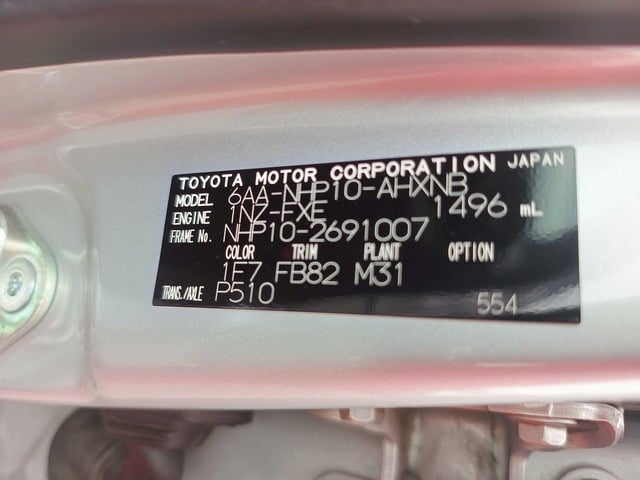 TOYOTA MOTOR CORPORATION JAPAN
MODEL 6AA-NHP10-AHXNB
ENGINE 1NZ-FXE 1496 mL
FRAME No. NHP10-2691007
COLOR TRIM PLANT OPTION
1F7 FB82 M31
TRANS./AXLE P510
554